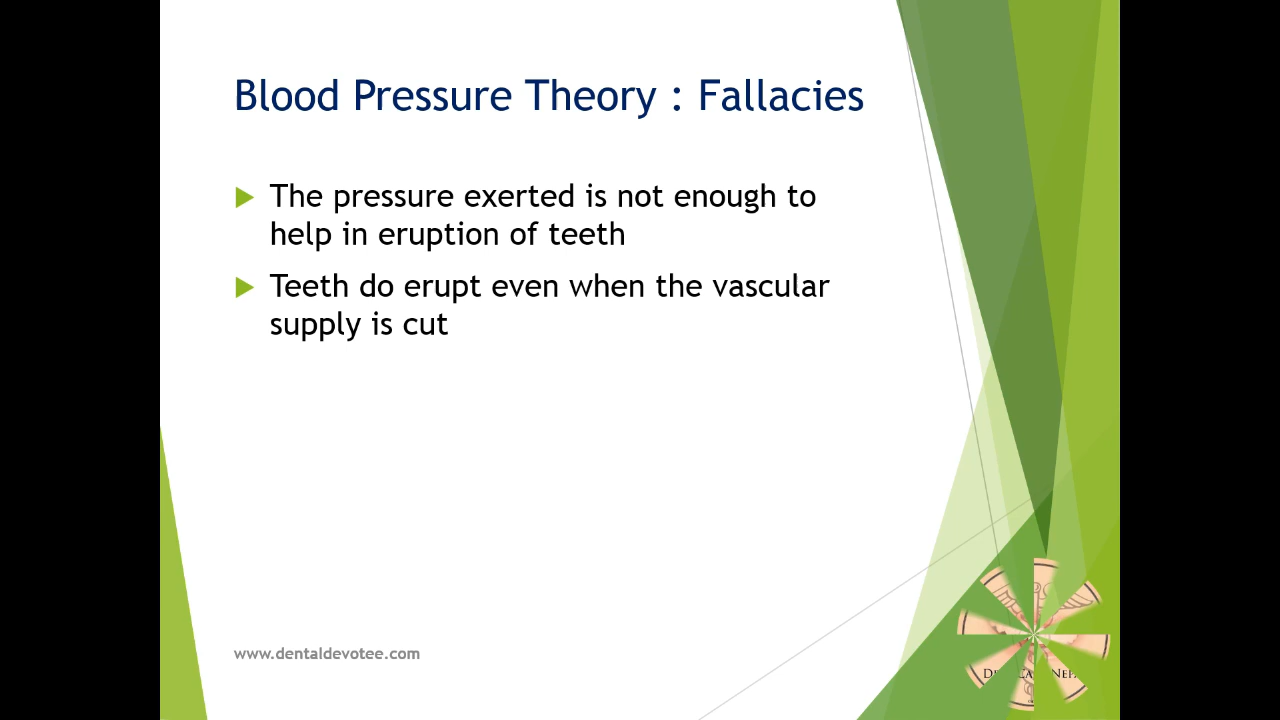 Blood Pressure Theory : Fallacies
The pressure exerted is not enough to
help in eruption of teeth
Teeth do erupt even when the vascular
supply is cut
www.dentaldevotee.com